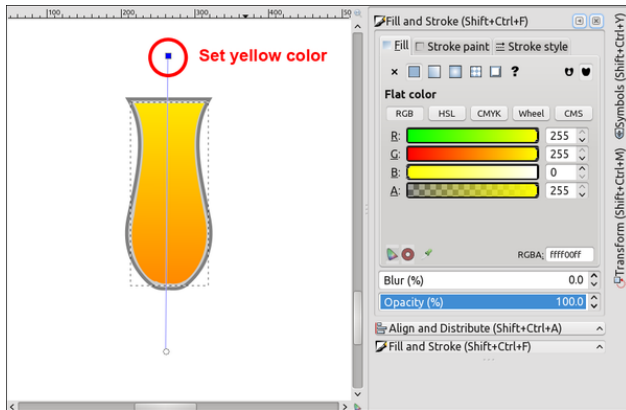 100 200 300 400 50
Set yellow color
Fill and Stroke (Shift+Ctrl+F)
Fill Stroke paint Stroke style
?
Flat color
RGB HSL CMYK Wheel CMS
R: 255
G: 255
B: 0
A: 255
RGBA: ffff00ff
Blur (%) 0.0
Opacity (%) 100.0
Align and Distribute (Shift+Ctrl+A)
Fill and Stroke (Shift+Ctrl+F)
Symbols (Shift+Ctrl+Y)
Transform (Shift+Ctrl+M)